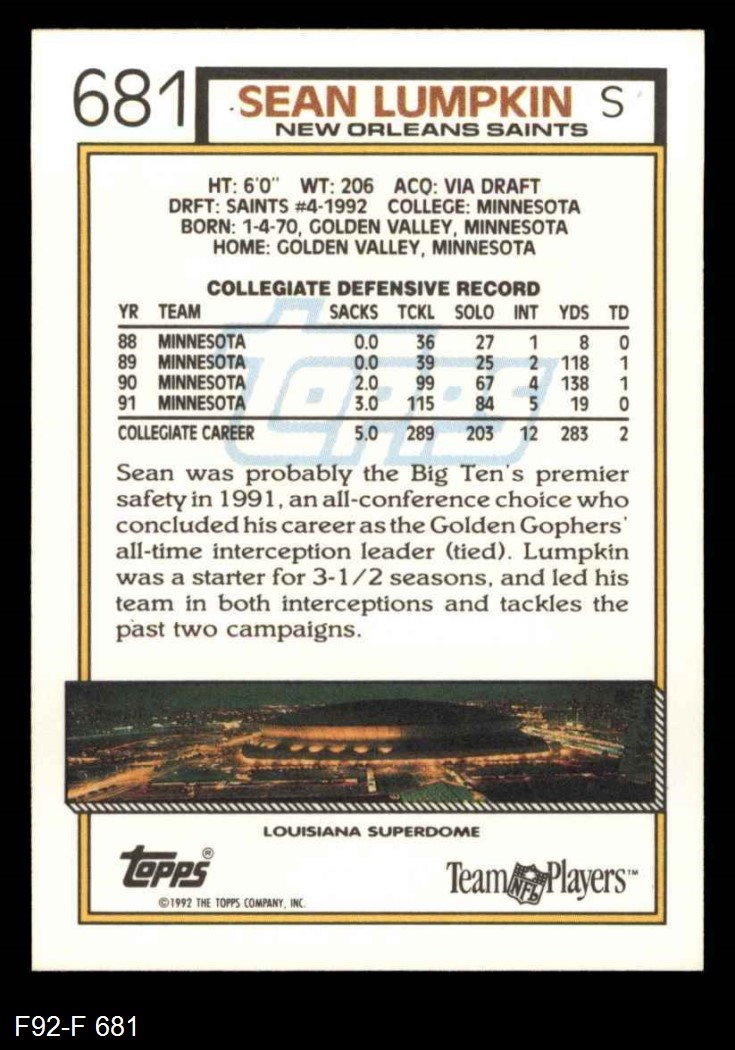 681 SEAN LUMPKIN S
NEW ORLEANS SAINTS
HT: 6'0" WT: 206 ACQ: VIA DRAFT
DRFT: SAINTS #4-1992 COLLEGE: MINNESOTA
BORN: 1-4-70, GOLDEN VALLEY, MINNESOTA
HOME: GOLDEN VALLEY, MINNESOTA
COLLEGIATE DEFENSIVE RECORD
YR TEAM SACKS TCKL SOLO INT YDS TD
88 MINNESOTA 0.0 36 27 1 8 0
89 MINNESOTA 0.0 39 25 2 118 1
90 MINNESOTA 2.0 99 67 4 138 1
91 MINNESOTA 3.0 115 84 5 19 0
COLLEGIATE CAREER 5.0 289 203 12 283 2
topps
Sean was probably the Big Ten's premier
safety in 1991, an all-conference choice who
concluded his career as the Golden Gophers'
all-time interception leader (tied). Lumpkin
was a starter for 3-1/2 seasons, and led his
team in both interceptions and tackles the
past two campaigns.
LOUISIANA SUPERDOME
topps®
Team NFL Players™
©1992 THE TOPPS COMPANY, INC.
F92-F 681